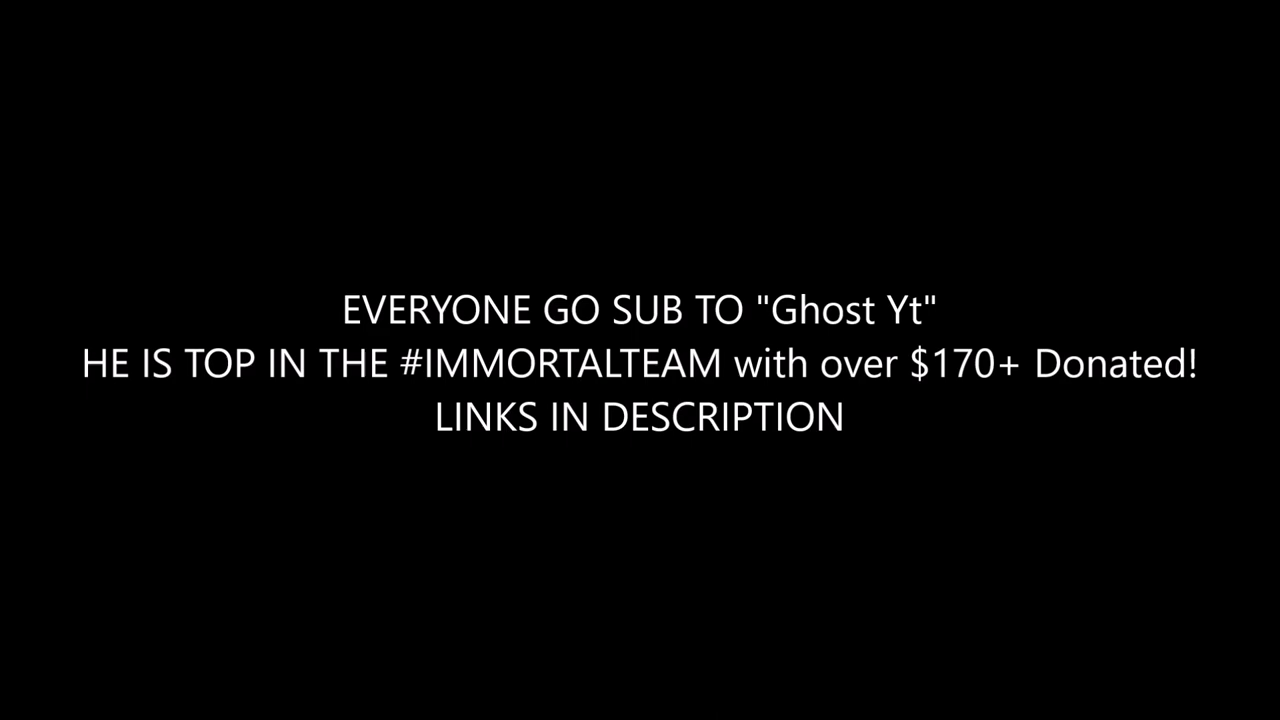 EVERYONE GO SUB TO "Ghost Yt"
HE IS TOP IN THE #IMMORTALTEAM with over $170+ Donated!
LINKS IN DESCRIPTION